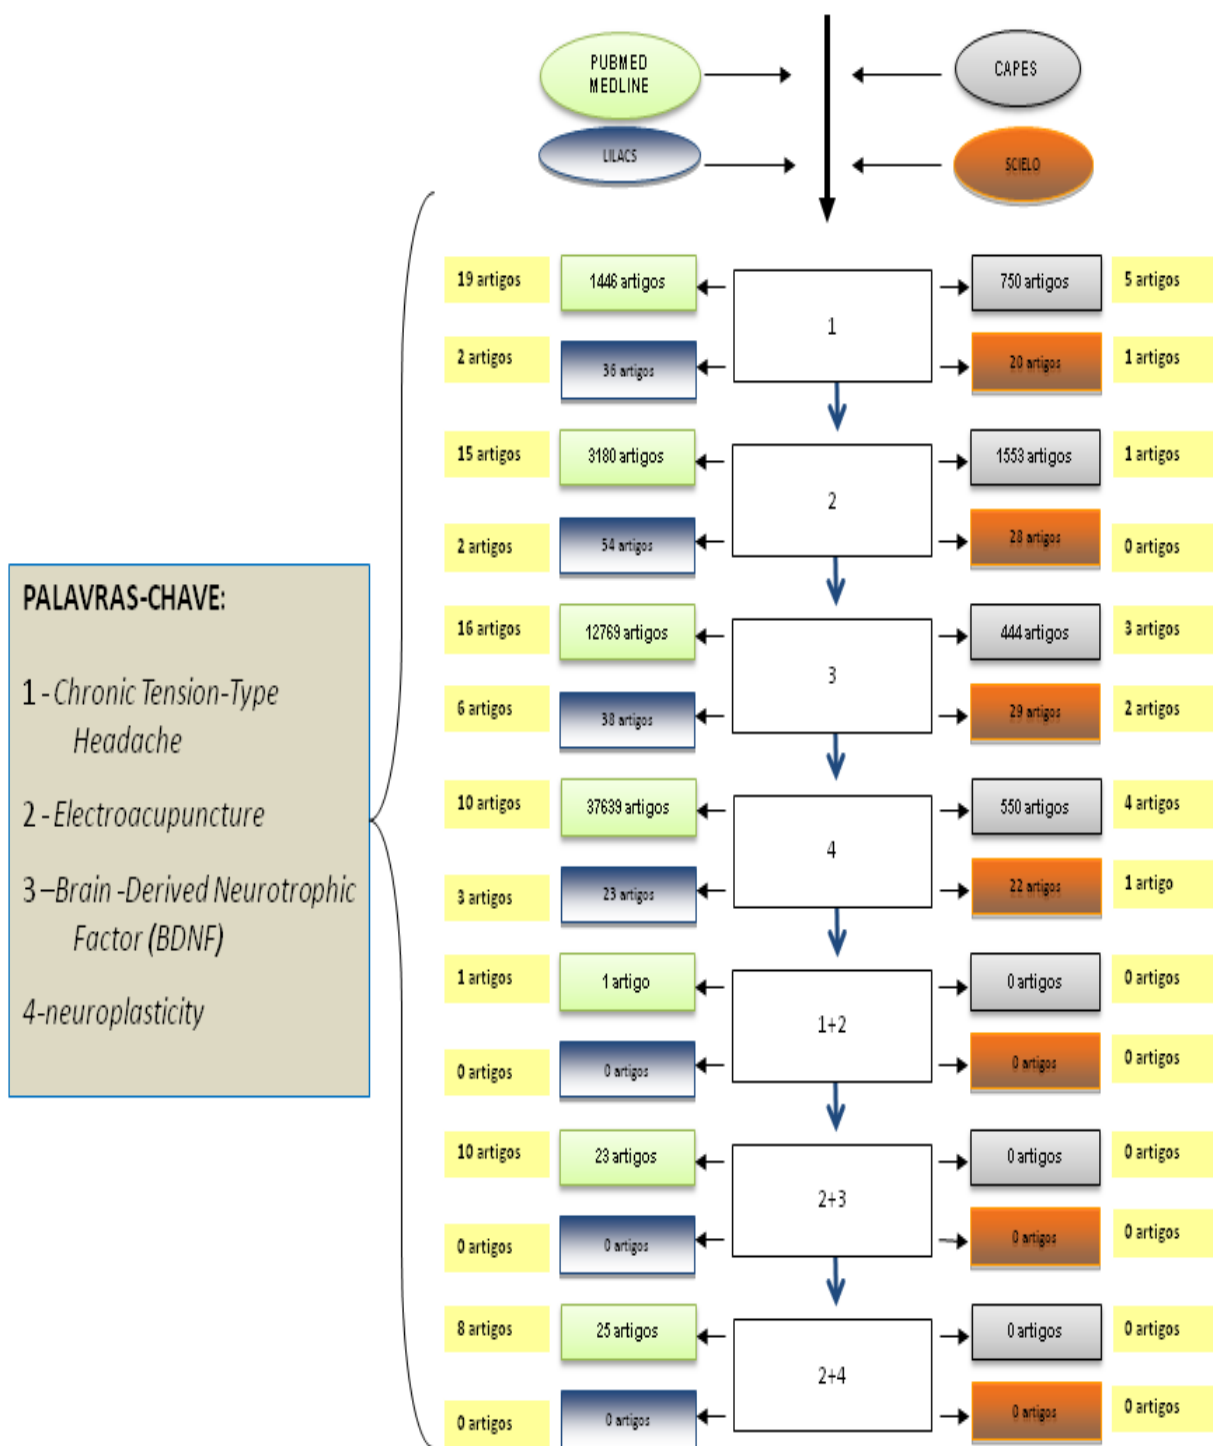 PUBMED
MEDLINE
CAPES
LILACS
SCIELO
PALAVRAS-CHAVE:
1 - Chronic Tension-Type
Headache
2 - Electroacupuncture
3 –Brain -Derived Neurotrophic
Factor (BDNF)
4-neuroplasticity
19 artigos
1446 artigos
1
750 artigos
5 artigos
2 artigos
36 artigos
20 artigos
1 artigos
15 artigos
3180 artigos
2
1553 artigos
1 artigos
2 artigos
54 artigos
28 artigos
0 artigos
16 artigos
12769 artigos
3
444 artigos
3 artigos
6 artigos
38 artigos
29 artigos
2 artigos
10 artigos
37639 artigos
4
550 artigos
4 artigos
3 artigos
23 artigos
22 artigos
1 artigo
1 artigos
1 artigo
1+2
0 artigos
0 artigos
0 artigos
0 artigos
0 artigos
0 artigos
10 artigos
23 artigos
2+3
0 artigos
0 artigos
0 artigos
0 artigos
0 artigos
0 artigos
8 artigos
25 artigos
2+4
0 artigos
0 artigos
0 artigos
0 artigos
0 artigos
0 artigos